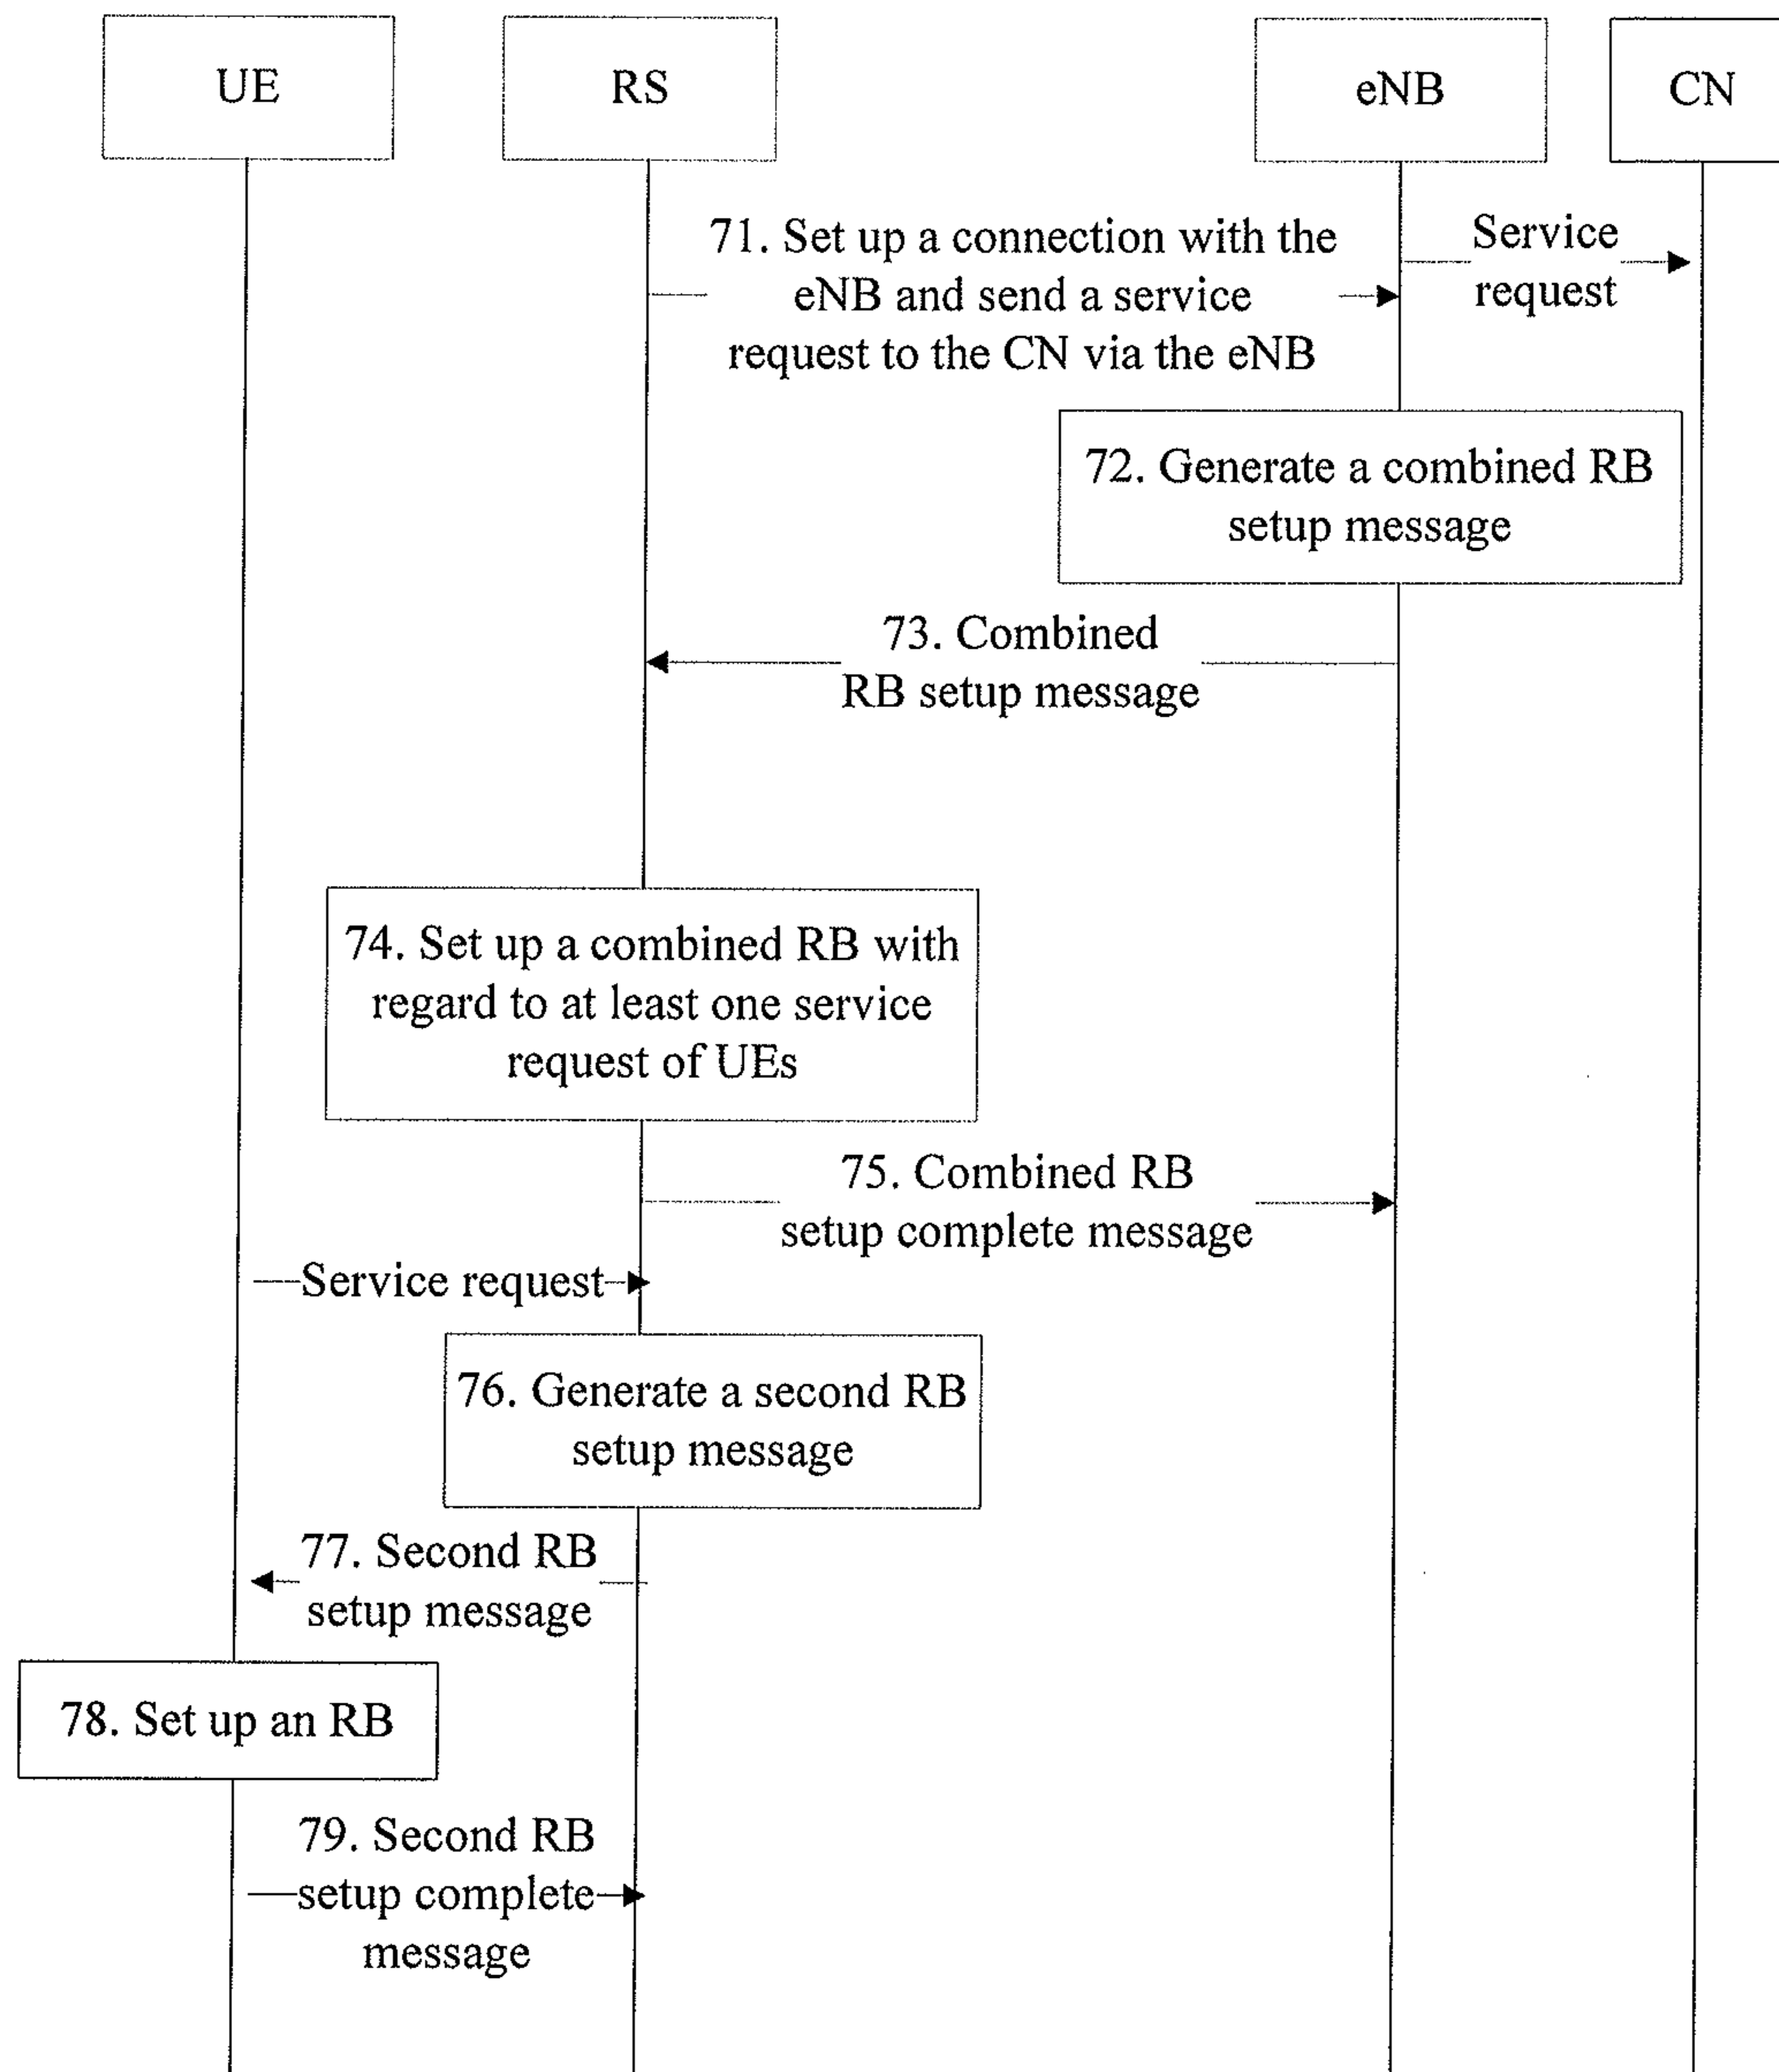 UE
RS
eNB
CN
71. Set up a connection with the
eNB and send a service
request to the CN via the eNB
Service
request
72. Generate a combined RB
setup message
73. Combined
RB setup message
74. Set up a combined RB with
regard to at least one service
request of UEs
75. Combined RB
setup complete message
Service request
76. Generate a second RB
setup message
77. Second RB
setup message
78. Set up an RB
79. Second RB
setup complete
message